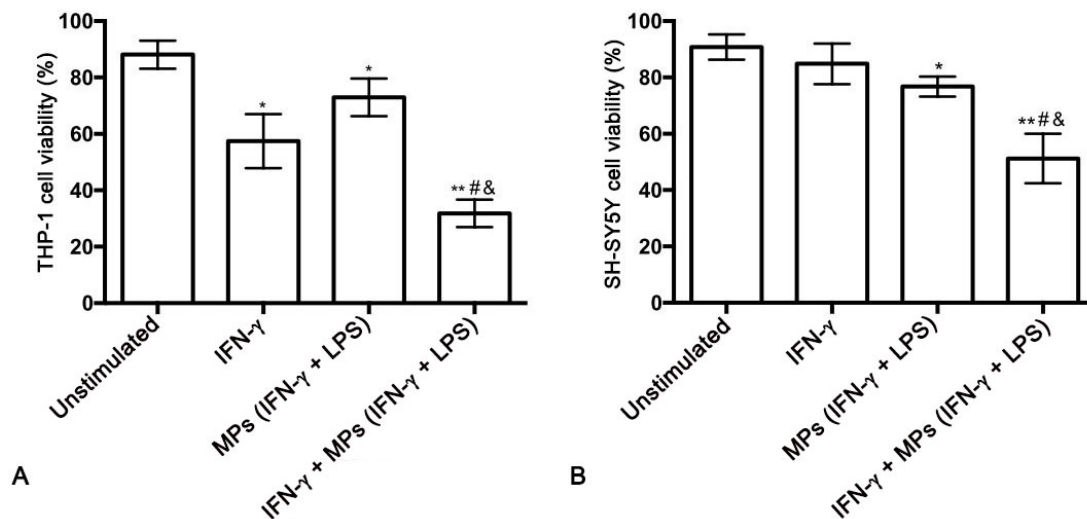 THP-1 cell viability (%)
100
80
60
40
20
0
*
*
** #&
Unstimulated
IFN-γ
MPs (IFN-γ + LPS)
IFN-γ + MPs (IFN-γ + LPS)
A
SH-SY5Y cell viability (%)
100
80
60
40
20
0
*
**#&
Unstimulated
IFN-γ
MPs (IFN-γ + LPS)
IFN-γ + MPs (IFN-γ + LPS)
B